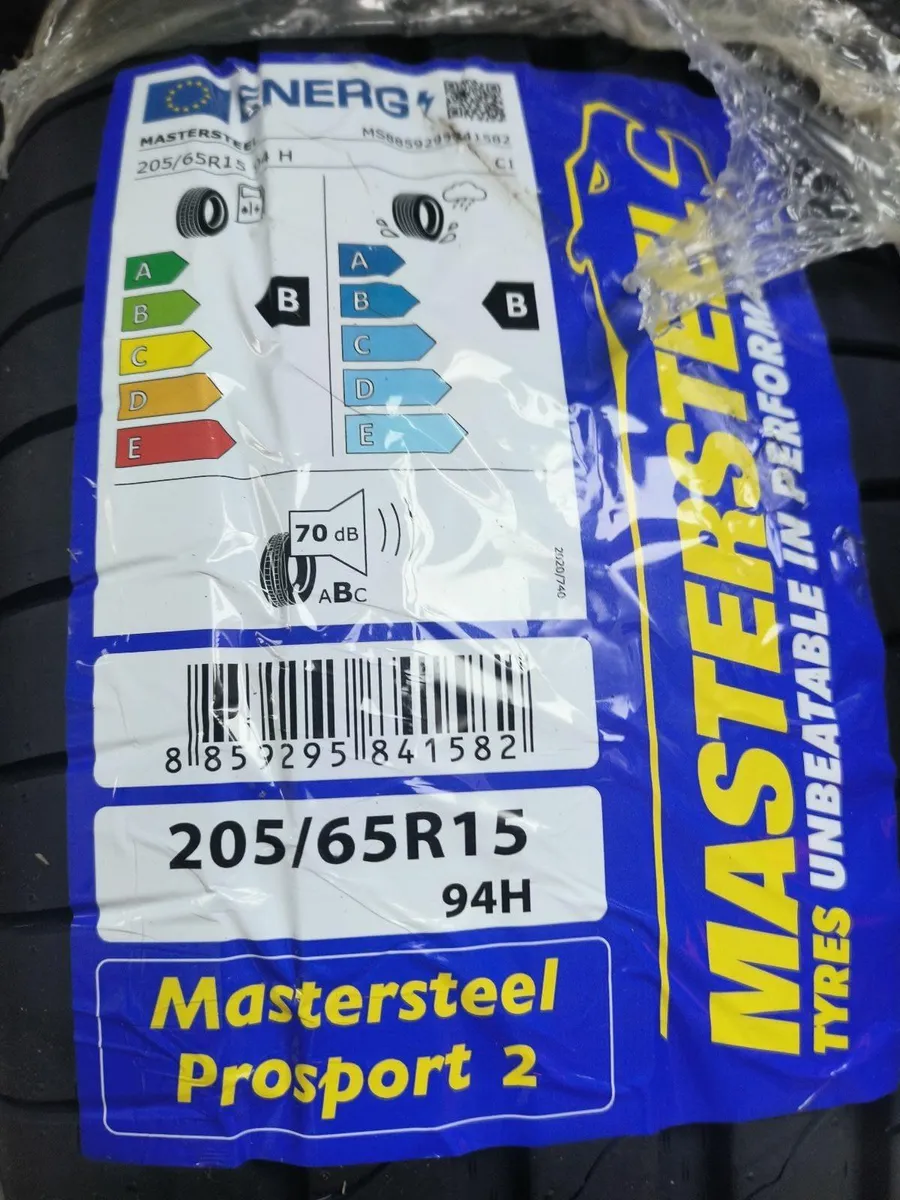 ENERG
MASTERSTEEL
205/65R15 94 H
C1
A
B
C
D
E
B
A
B
C
D
E
B
70 dB
ABC
2020/740
8 859295 841582
205/65R15
94H
Mastersteel
Prosport 2
MASTERSTEEL
TYRES UNBEATABLE IN